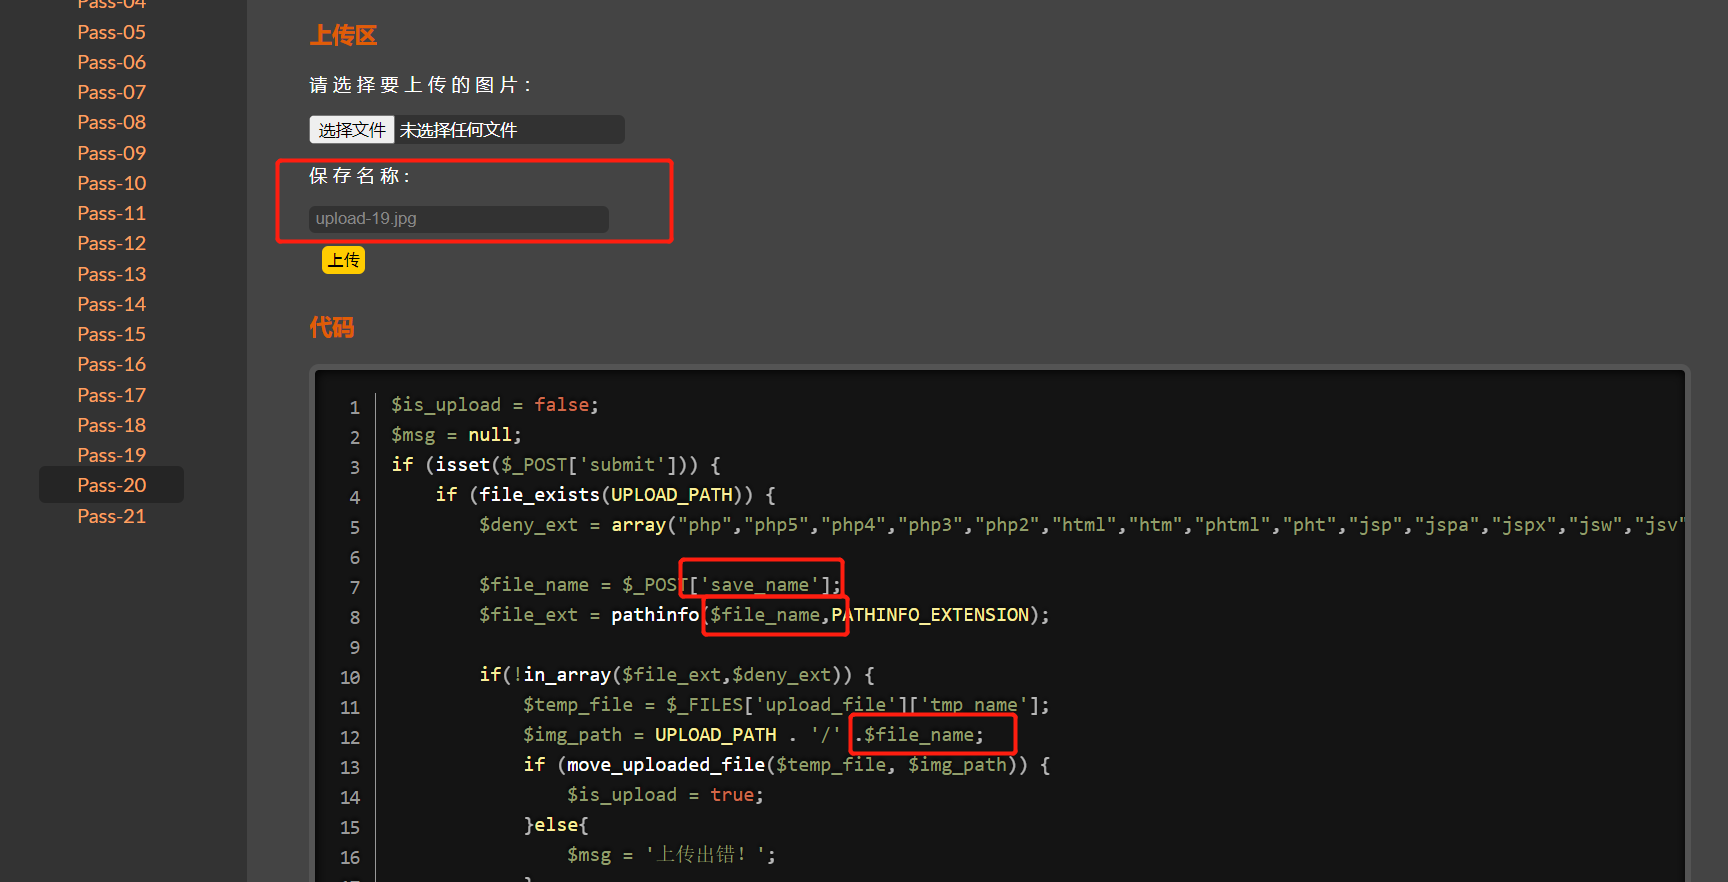 Pass-04
Pass-05
Pass-06
Pass-07
Pass-08
Pass-09
Pass-10
Pass-11
Pass-12
Pass-13
Pass-14
Pass-15
Pass-16
Pass-17
Pass-18
Pass-19
Pass-20
Pass-21
上传区
请选择要上传的图片：
选择文件 未选择任何文件
保存名称:
upload-19.jpg
上传
代码
1 $is_upload = false;
2 $msg = null;
3 if (isset($_POST['submit'])) {
4 if (file_exists(UPLOAD_PATH)) {
5 $deny_ext = array("php","php5","php4","php3","php2","html","htm","phtml","pht","jsp","jspa","jspx","jsw","jsv"
6
7 $file_name = $_POST['save_name'];
8 $file_ext = pathinfo($file_name,PATHINFO_EXTENSION);
9
10 if(!in_array($file_ext,$deny_ext)) {
11 $temp_file = $_FILES['upload_file']['tmp_name'];
12 $img_path = UPLOAD_PATH . '/' .$file_name;
13 if (move_uploaded_file($temp_file, $img_path)) {
14 $is_upload = true;
15 }else{
16 $msg = '上传出错！';